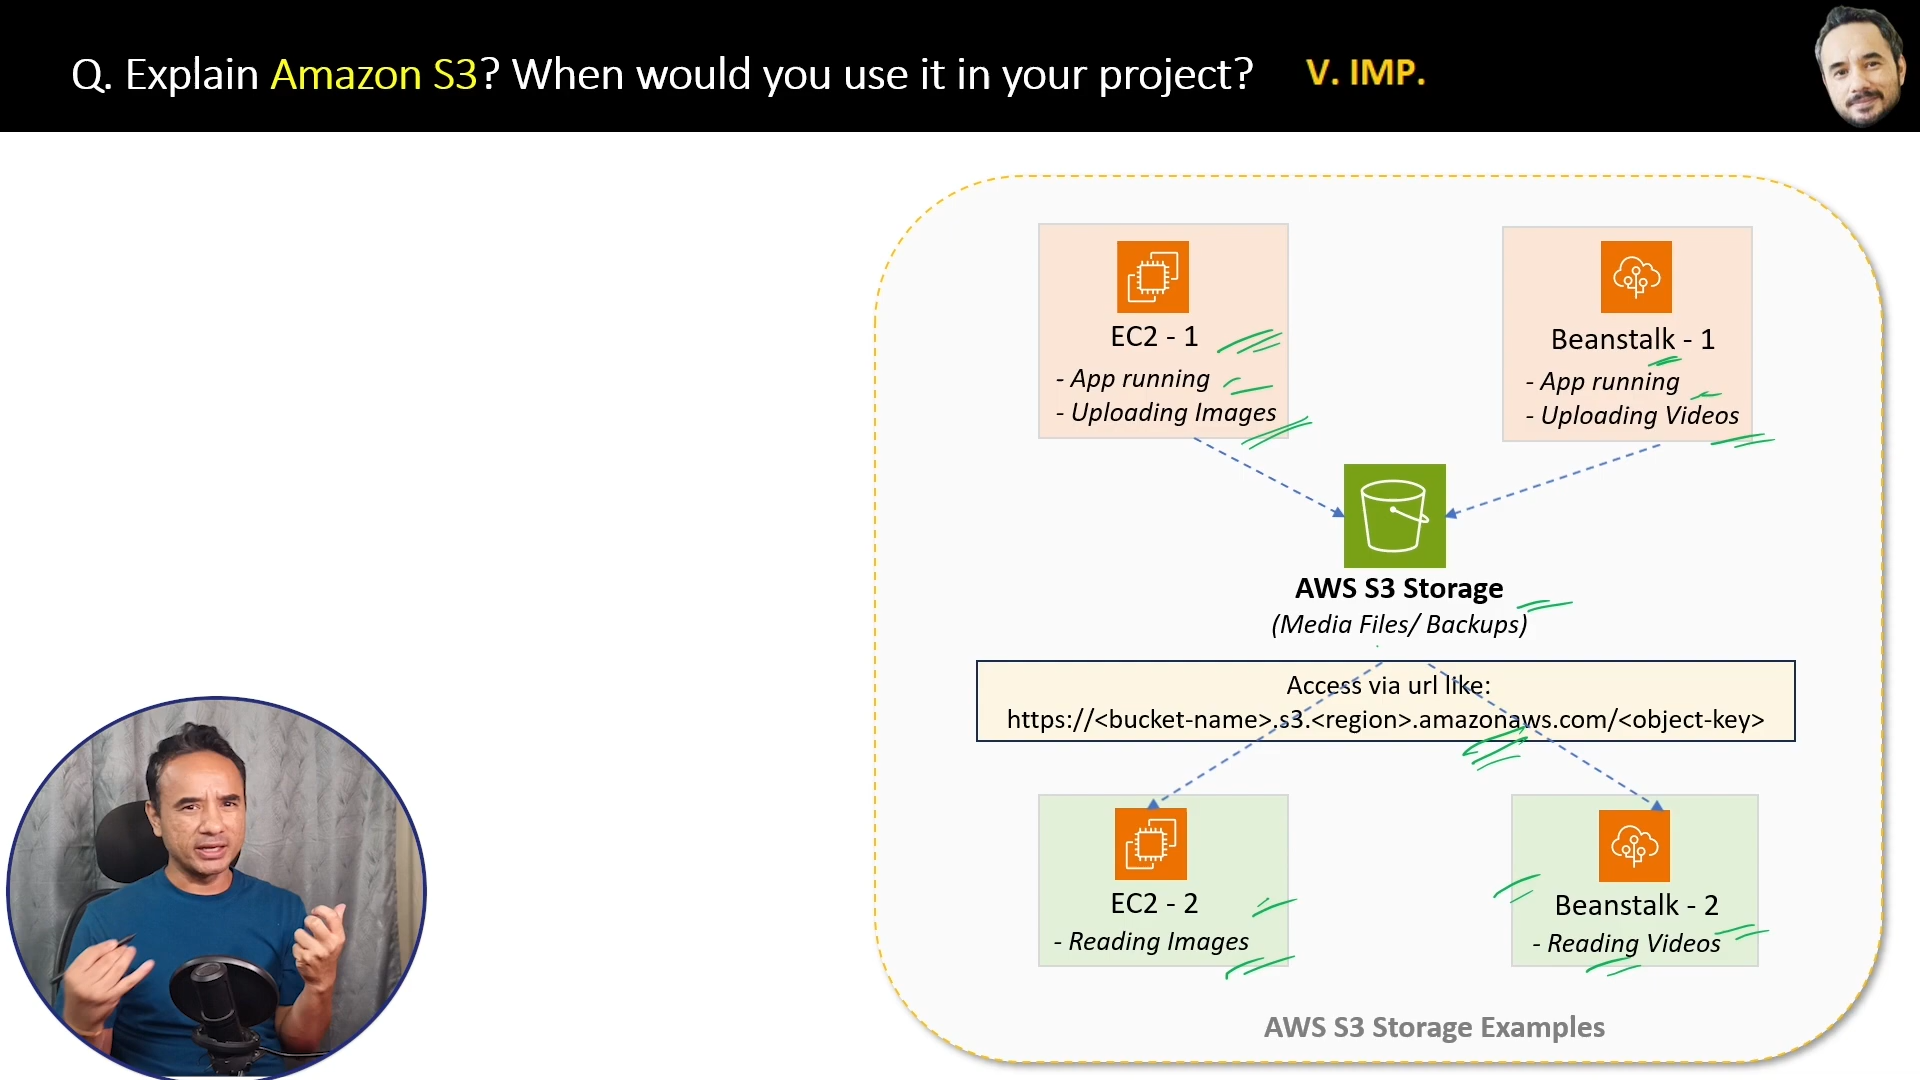 Q. Explain Amazon S3? When would you use it in your project? V. IMP.
EC2 - 1
- App running
- Uploading Images
Beanstalk - 1
- App running
- Uploading Videos
AWS S3 Storage
(Media Files/ Backups)
Access via url like:
https://<bucket-name>.s3.<region>.amazonaws.com/<object-key>
EC2 - 2
- Reading Images
Beanstalk - 2
- Reading Videos
AWS S3 Storage Examples